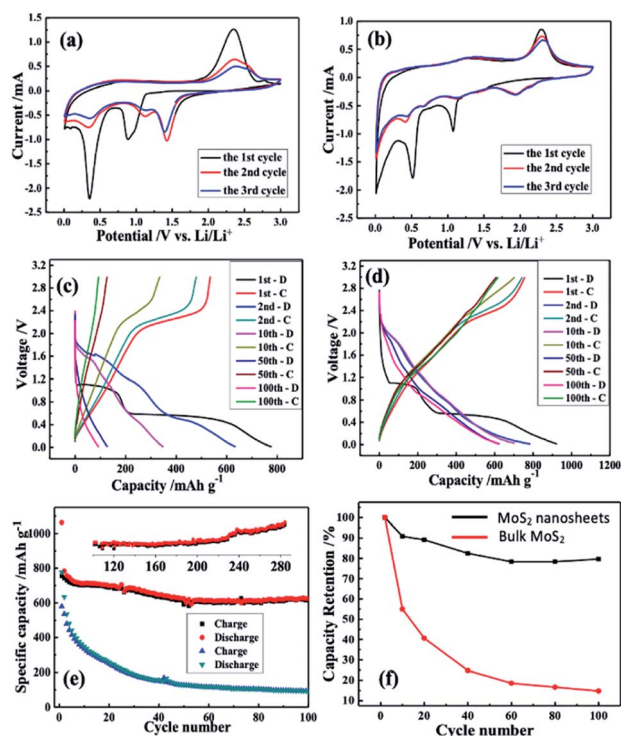 (a)
Current /mA
1.5
1.0
0.5
0.0
-0.5
-1.0
-1.5
-2.0
-2.5
0.0 0.5 1.0 1.5 2.0 2.5 3.0
Potential /V vs. Li/Li⁺
the 1st cycle
the 2nd cycle
the 3rd cycle
(b)
Current /mA
1.0
0.5
0.0
-0.5
-1.0
-1.5
-2.0
-2.5
0.0 0.5 1.0 1.5 2.0 2.5 3.0
Potential /V vs. Li/Li⁺
the 1st cycle
the 2nd cycle
the 3rd cycle
(c)
Voltage /V
3.2
2.8
2.4
2.0
1.6
1.2
0.8
0.4
0.0
0 200 400 600 800
Capacity /mAh g⁻¹
1st - D
1st - C
2nd - D
2nd - C
10th - D
10th - C
50th - D
50th - C
100th - D
100th - C
(d)
Voltage /V
3.2
2.8
2.4
2.0
1.6
1.2
0.8
0.4
0.0
0 200 400 600 800 1000 1200
Capacity /mAh g⁻¹
1st - D
1st - C
2nd - D
2nd - C
10th - D
10th - C
50th - D
50th - C
100th - D
100th - C
(e)
Specific capacity /mAh g⁻¹
1000
800
600
400
200
0
120 160 200 240 280
Charge
Discharge
Charge
Discharge
0 20 40 60 80 100
Cycle number
(f)
Capacity Retention /%
100
90
80
70
60
50
40
30
20
10
MoS₂ nanosheets
Bulk MoS₂
0 20 40 60 80 100
Cycle number